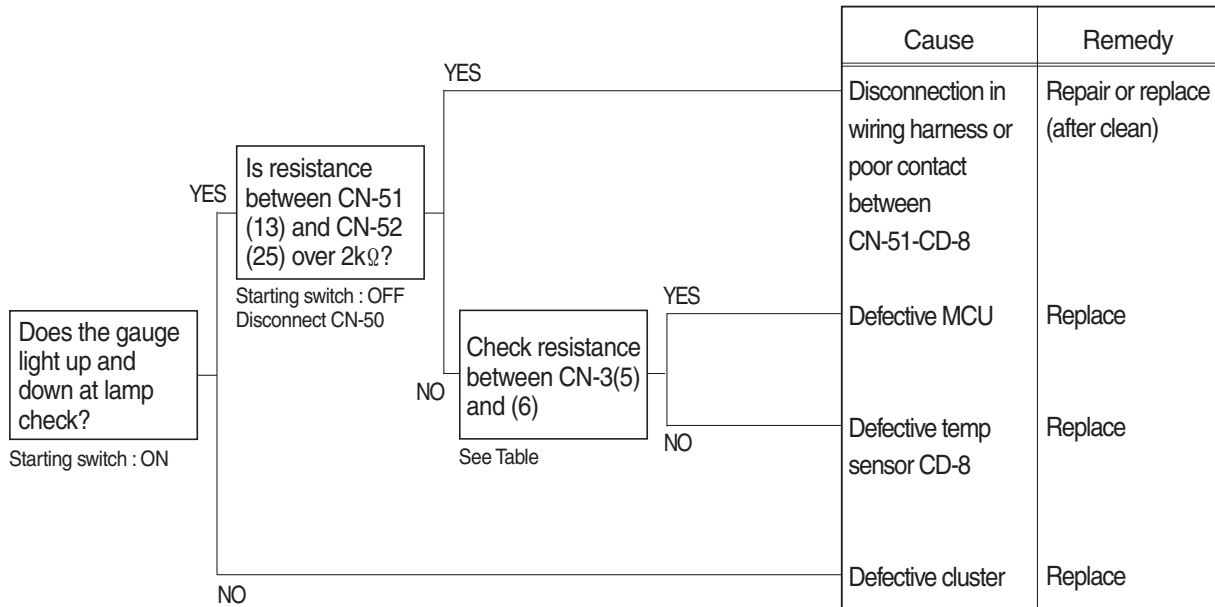 Cause
Remedy
YES
Disconnection in
wiring harness or
poor contact
between
CN-51-CD-8
Repair or replace
(after clean)
YES
Is resistance
between CN-51
(13) and CN-52
(25) over 2kΩ?
Starting switch : OFF
Disconnect CN-50
YES
Defective MCU
Replace
Does the gauge
light up and
down at lamp
check?
Starting switch : ON
NO
Check resistance
between CN-3(5)
and (6)
See Table
NO
Defective temp
sensor CD-8
Replace
NO
Defective cluster
Replace